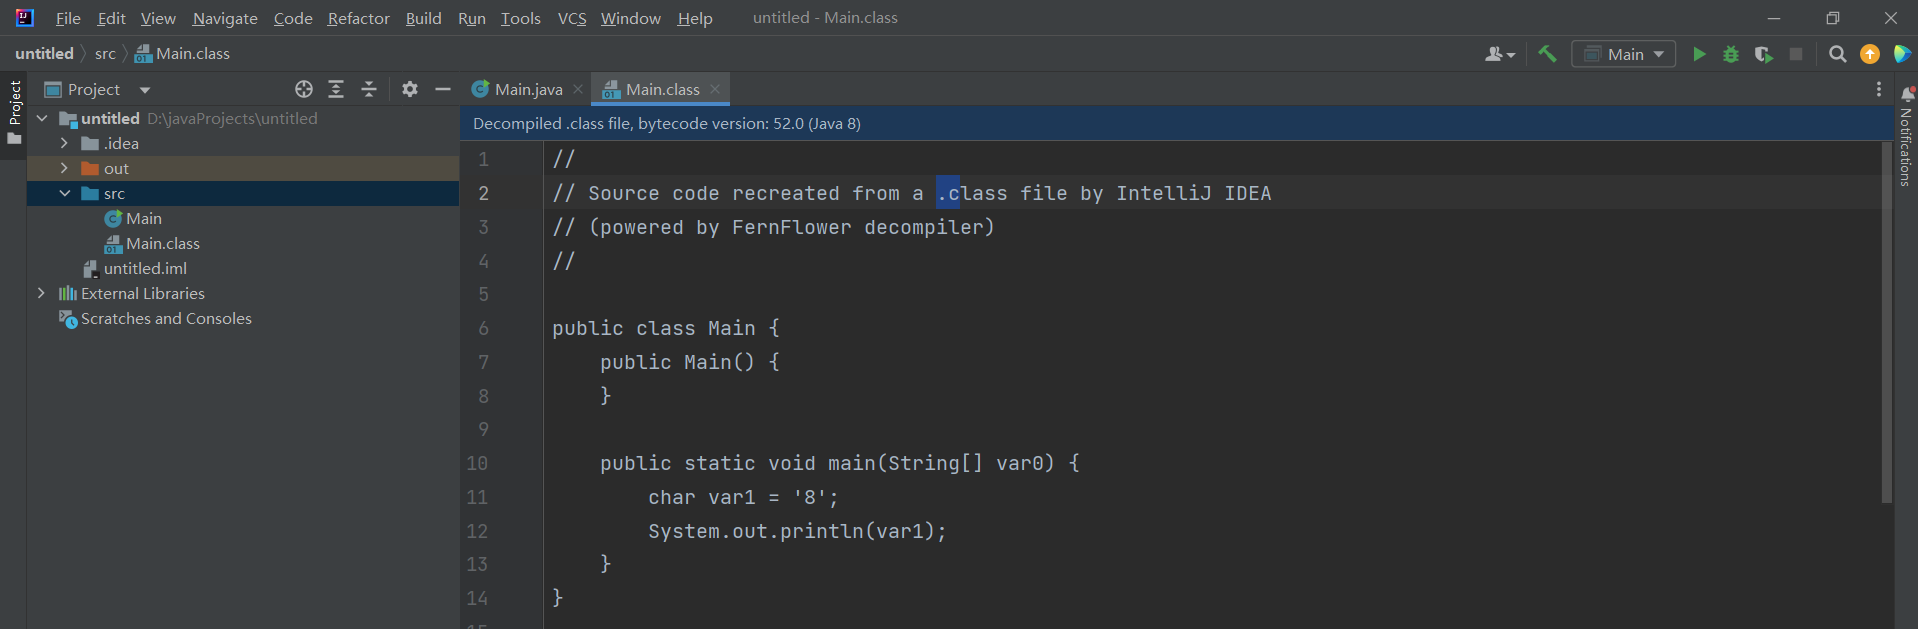 File Edit View Navigate Code Refactor Build Run Tools VCS Window Help untitled - Main.class
untitled src Main.class Main
Project
Project
untitled D:\javaProjects\untitled
.idea
out
src
Main
Main.class
untitled.iml
External Libraries
Scratches and Consoles
Main.java Main.class
Decompiled .class file, bytecode version: 52.0 (Java 8)
1 //
2 // Source code recreated from a .class file by IntelliJ IDEA
3 // (powered by FernFlower decompiler)
4 //
5
6 public class Main {
7     public Main() {
8     }
9
10     public static void main(String[] var0) {
11         char var1 = '8';
12         System.out.println(var1);
13     }
14 }
Notifications